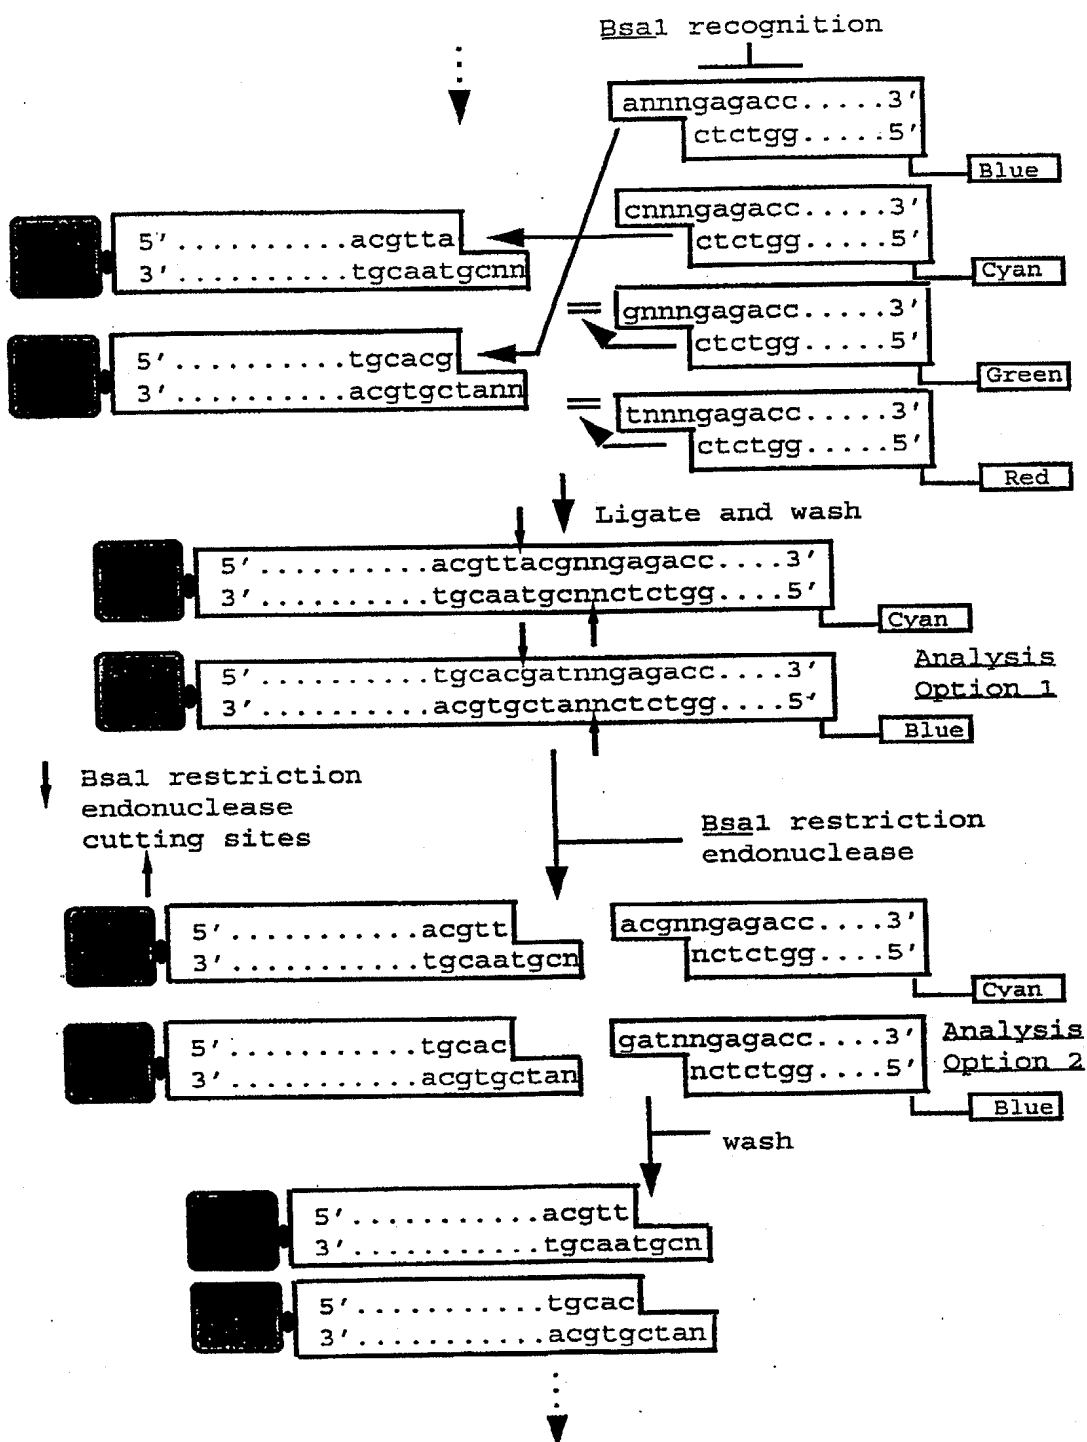 Bsa1 recognition
annngagacc.....3'
ctctgg.....5'
Blue
cnnngagacc.....3'
ctctgg.....5'
Cyan
5'..........acgtta
3'..........tgcaatgcnn
gnnngagacc.....3'
ctctgg.....5'
Green
5'..........tgcacg
3'..........acgtgctann
tnnngagacc.....3'
ctctgg.....5'
Red
Ligate and wash
5'..........acgttacgnngagacc....3'
3'..........tgcaatgcnnctctgg....5'
Cyan
5'..........tgcacgatnngagacc....3'
3'..........acgtgctannctctgg....5'
Blue
Analysis
Option 1
Bsa1 restriction
endonuclease
cutting sites
Bsa1 restriction
endonuclease
5'...........acgtt
3'...........tgcaatgcn
acgnngagacc....3'
nctctgg....5'
Cyan
5'...........tgcac
3'...........acgtgctan
gatnngagacc....3'
nctctgg....5'
Blue
Analysis
Option 2
wash
5'...........acgtt
3'...........tgcaatgcn
5'...........tgcac
3'...........acgtgctan